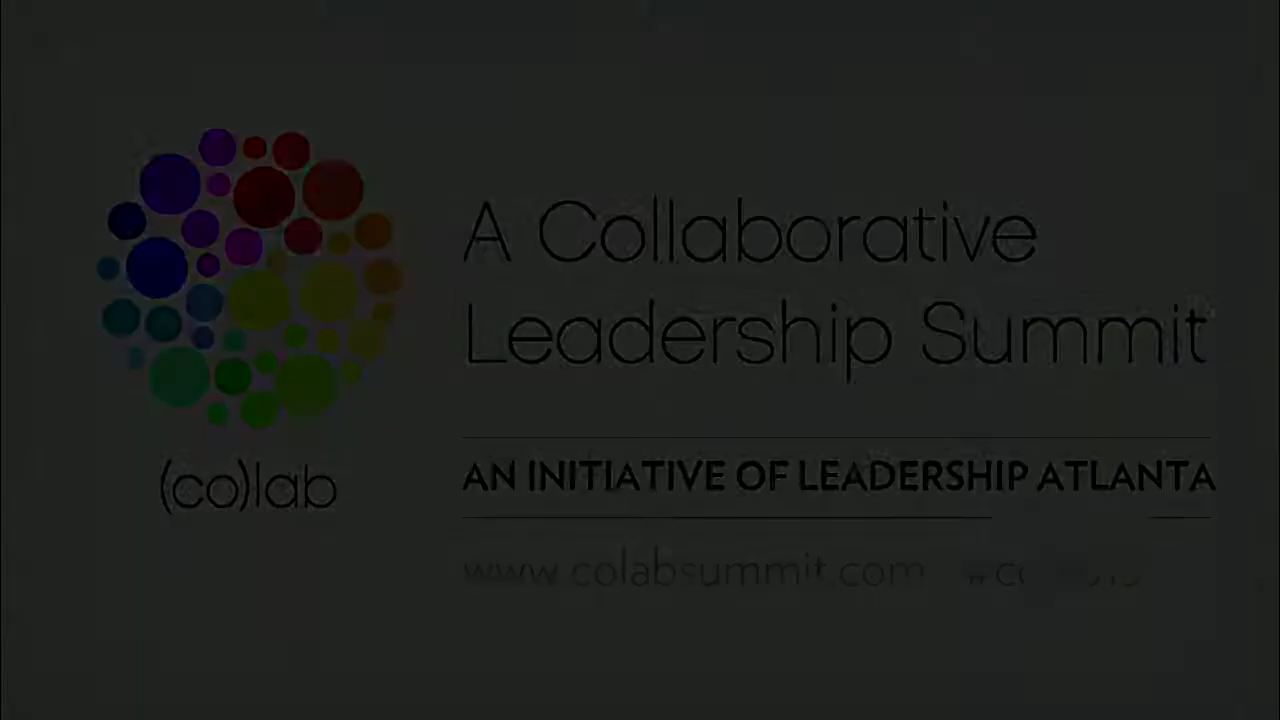 A Collaborative
Leadership Summit
(co)lab
AN INITIATIVE OF LEADERSHIP ATLANTA
www.colabsummit.com